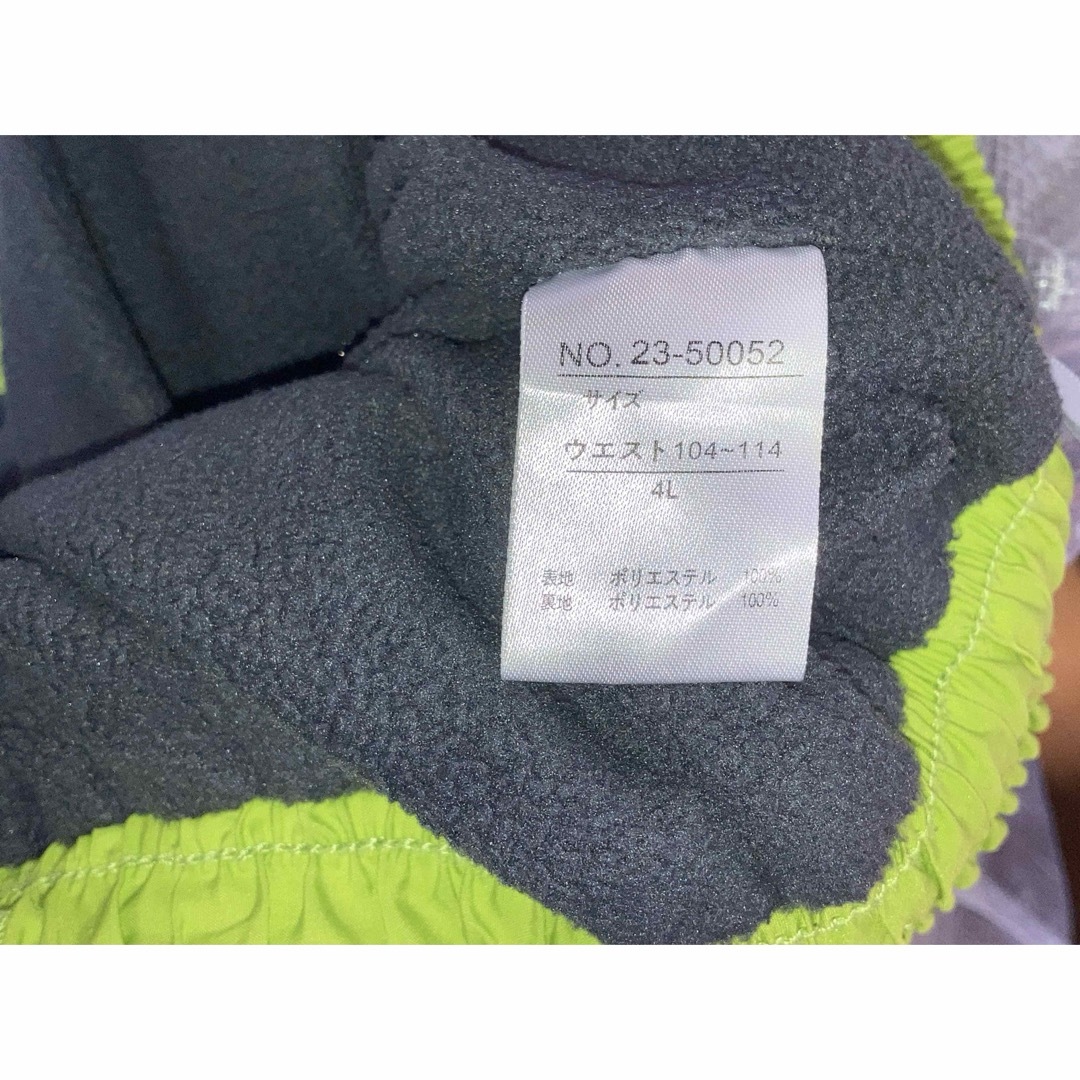 NO. 23-50052
サイズ
ウエスト104~114
4L
表地 ポリエステル 100%
裏地 ポリエステル 100%